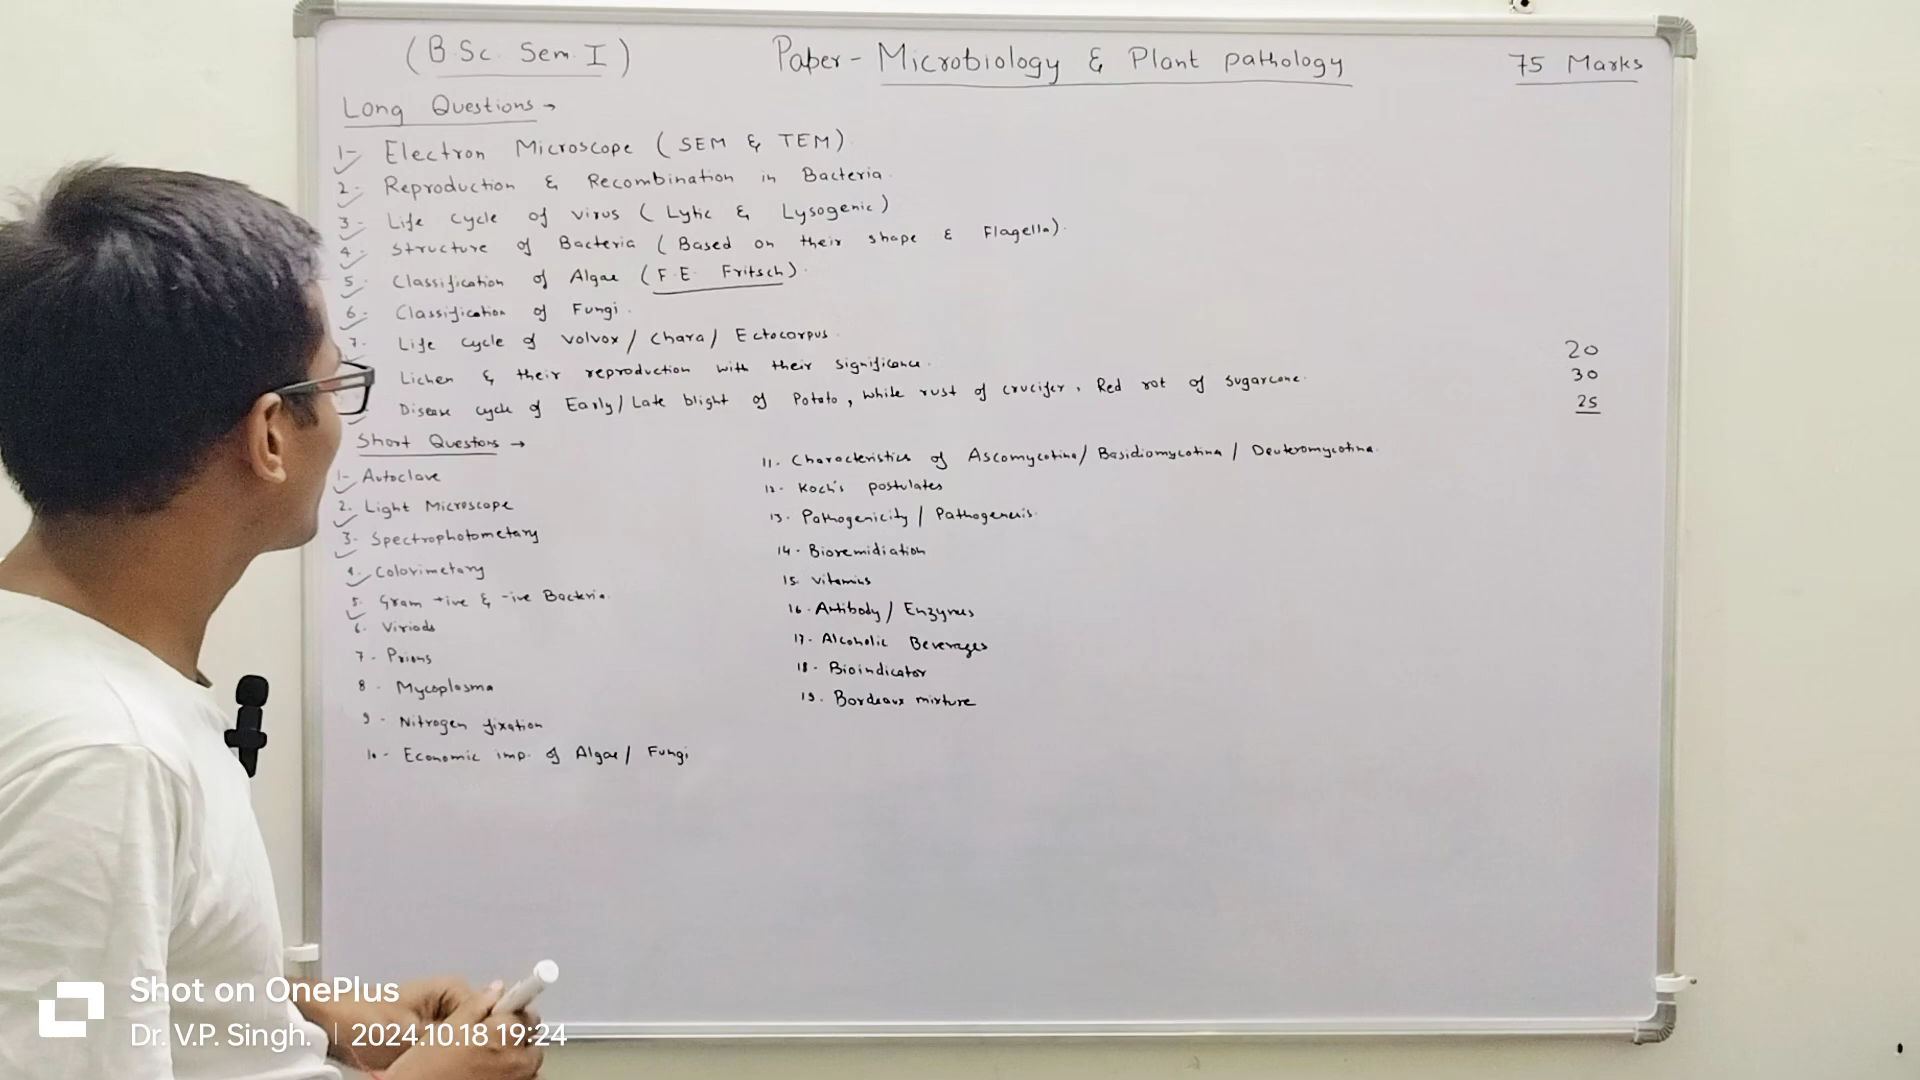 (B.Sc. Sem. I)
Paper - Microbiology & Plant pathology
75 Marks
Long Questions →
1- Electron Microscope (SEM & TEM)
2- Reproduction & Recombination in Bacteria.
3- Life cycle of virus (Lytic & Lysogenic)
4- Structure of Bacteria (Based on their shape & Flagella).
5- Classification of Algae (F.E. Fritsch).
6- Classification of Fungi.
7- Life cycle of volvox / chara / Ectocarpus.
Lichen & their reproduction with their significance.
Disease cycle of Early/Late blight of Potato, white rust of crucifer, Red rot of sugarcane.
20
30
25
Short Questons →
1- Autoclave
2- Light Microscope
3- Spectrophotometary
4- Colorimetary
5- Gram +ive & -ive Bacteria.
6- Viriods
7- Prions
8- Mycoplasma
9- Nitrogen fixation
10- Economic imp. of Algae / Fungi
11. Characteristics of Ascomycotina / Basidiomycotina / Deuteromycotina.
12- Koch's postulates
13- Pathogenicity / Pathogenesis.
14- Bioremidiation
15. vitamins
16. Antibody / Enzymes
17- Alcoholic Beverages
18- Bioindicator
19. Bordeaux mixture
Shot on OnePlus
Dr. V.P. Singh. | 2024.10.18 19:24